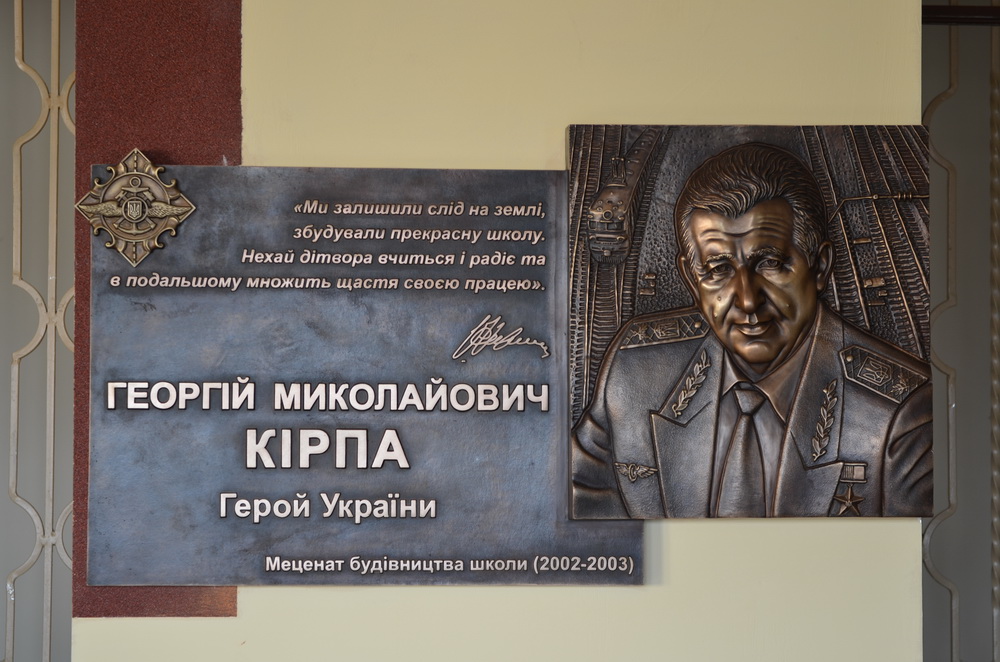 «Ми залишили слід на землі,
збудували прекрасну школу.
Нехай дітвора вчиться і радіє та
в подальшому множить щастя своєю працею».
ГЕОРГІЙ МИКОЛАЙОВИЧ
КІРПА
Герой України
Меценат будівництва школи (2002-2003)